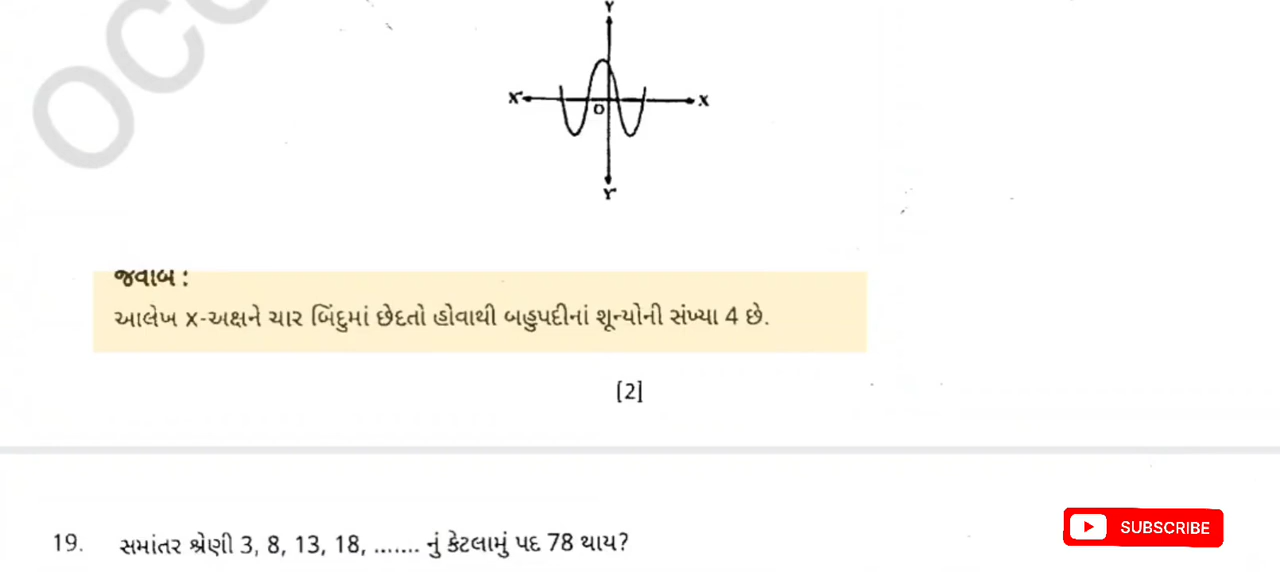 Y
X' X
O
Y'
જવાબ :
આલેખ X-અક્ષને ચાર બિંદુમાં છેદતો હોવાથી બહુપદીનાં શૂન્યોની સંખ્યા 4 છે.
[2]
19. સમાંતર શ્રેણી 3, 8, 13, 18, ....... નું કેટલામું પદ 78 થાય?
SUBSCRIBE